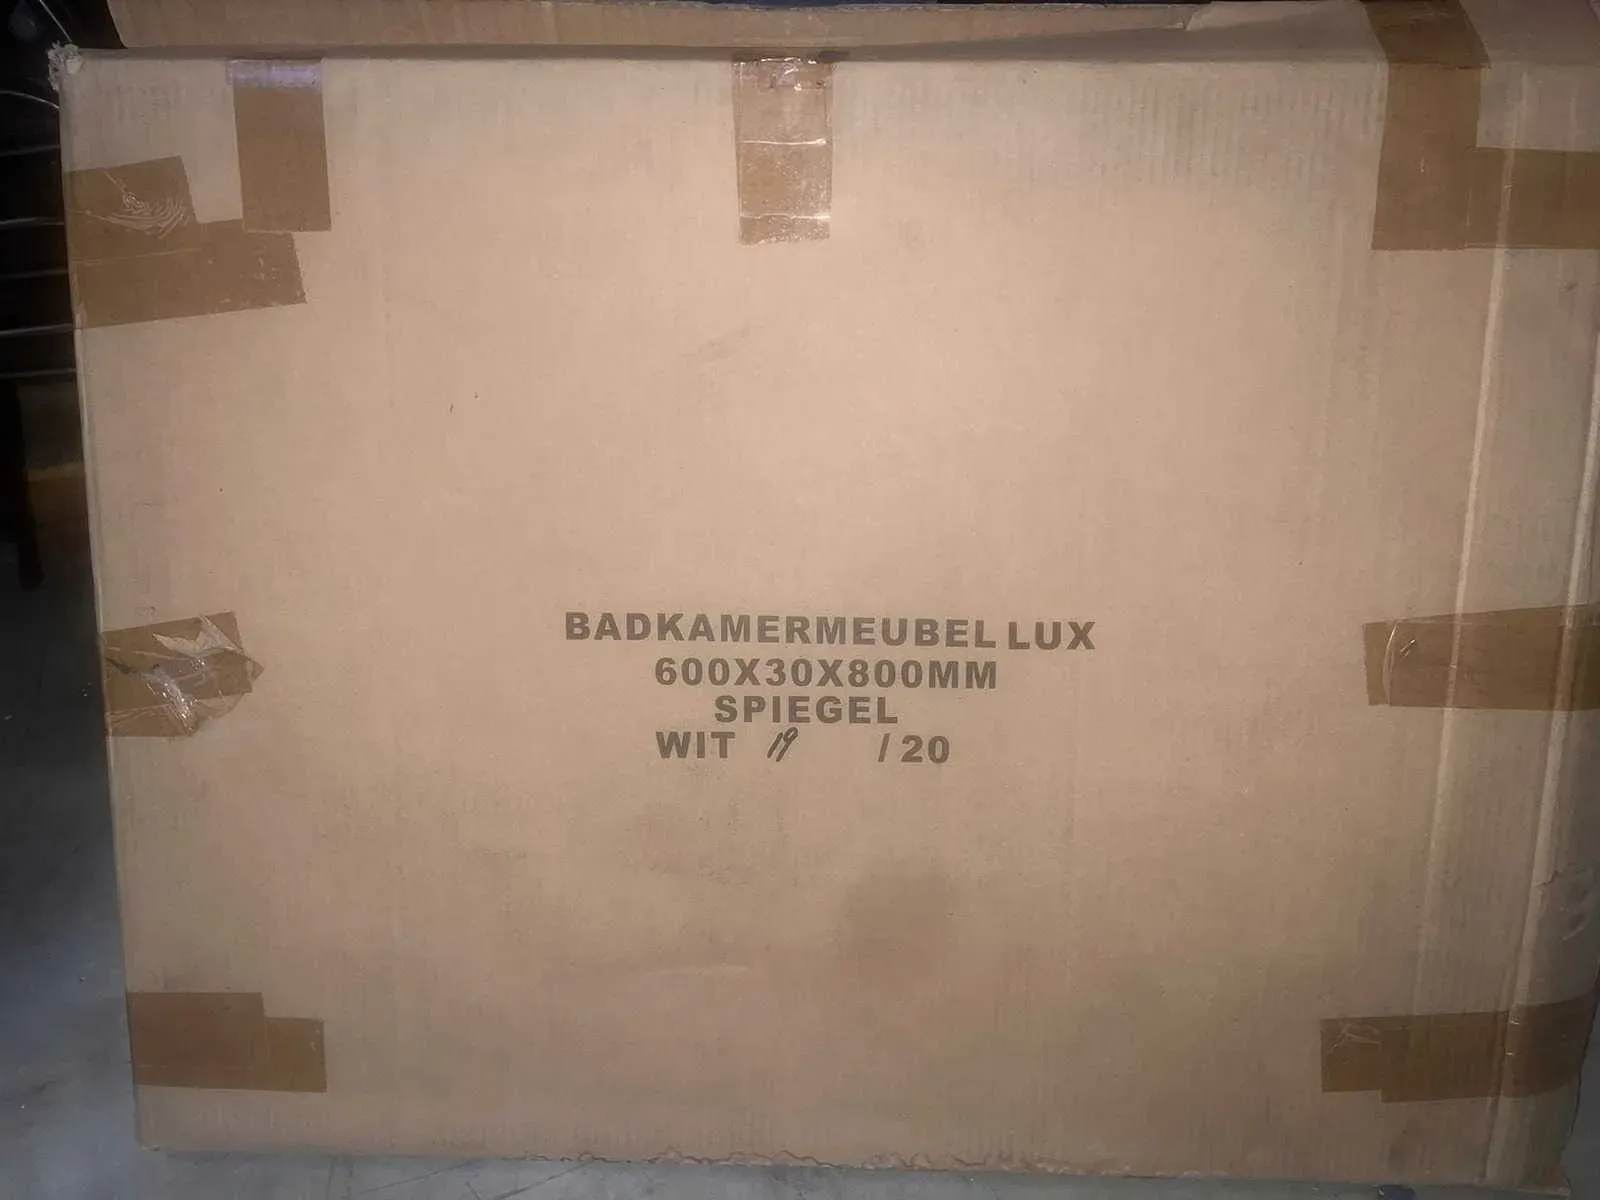 BADKAMERMEUBEL LUX
600X30X800MM
SPIEGEL
WIT 19 /20